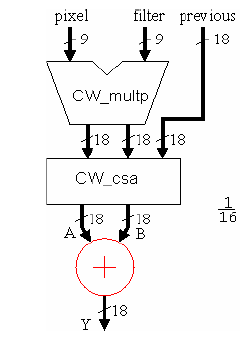 pixel filter previous
9 9 18
CW_multp
18 18 18
CW_csa
1
16
18 18
A B
+
18
Y